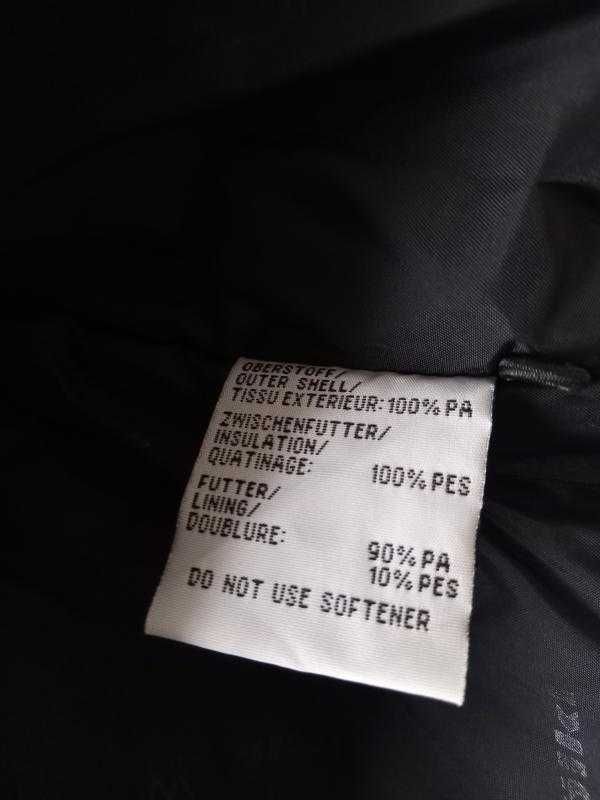 OBERSTOFF/
OUTER SHELL/
TISSU EXTERIEUR: 100% PA
ZWISCHENFUTTER/
INSULATION/
QUATINAGE: 100% PES
FUTTER/
LINING/
DOUBLURE: 90% PA
10% PES
DO NOT USE SOFTENER